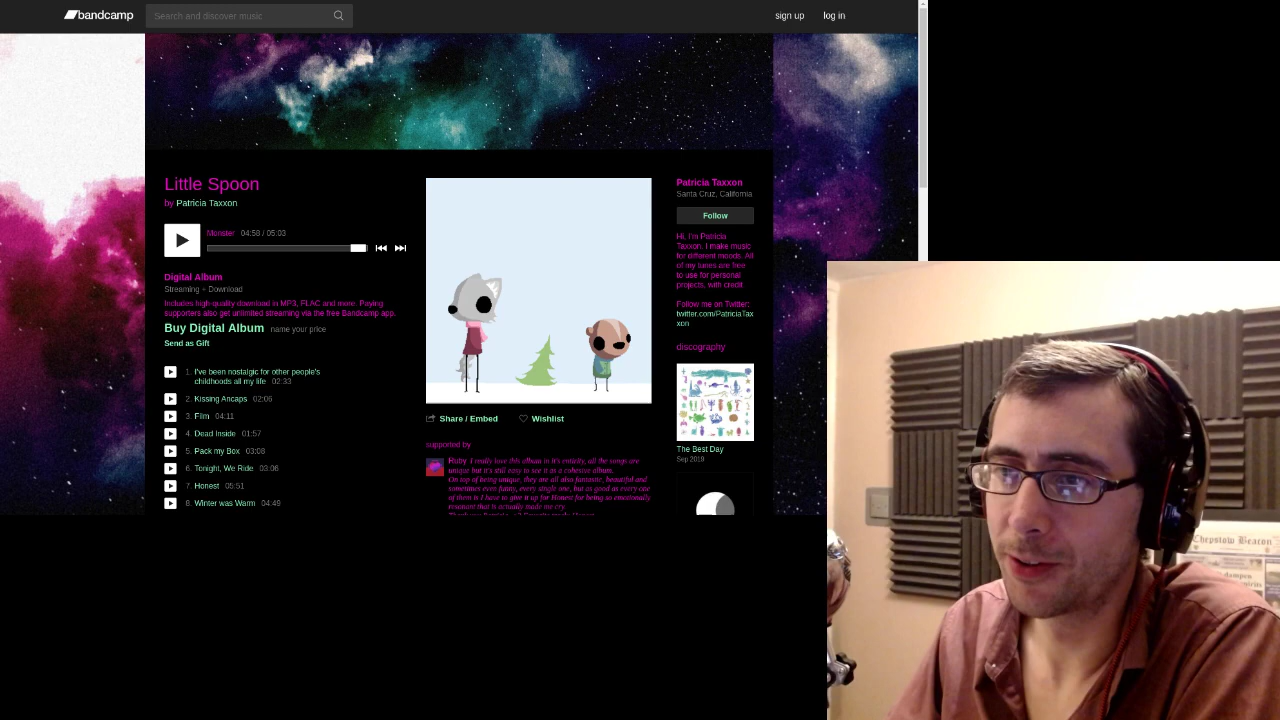 bandcamp
Search and discover music
sign up
log in
Little Spoon
by Patricia Taxxon
Monster 04:58 / 05:03
Digital Album
Streaming + Download
Includes high-quality download in MP3, FLAC and more. Paying
supporters also get unlimited streaming via the free Bandcamp app.
Buy Digital Album name your price
Send as Gift
1. I've been nostalgic for other people's
childhoods all my life 02:33
2. Kissing Ancaps 02:06
3. Film 04:11
4. Dead Inside 01:57
5. Pack my Box 03:08
6. Tonight, We Ride 03:06
7. Honest 05:51
8. Winter was Warm 04:49
Share / Embed
Wishlist
supported by
Ruby I really love this album in it's entirity, all the songs are
unique but it's still easy to see it as a cohesive album.
On top of being unique, they are all also fantastic, beautiful and
sometimes even funny, every single one, but as good as every one
of them is I have to give it up for Honest for being so emotionally
resonant that is actually made me cry
Patricia Taxxon
Santa Cruz, California
Follow
Hi, I'm Patricia
Taxxon. I make music
for different moods. All
of my tunes are free
to use for personal
projects, with credit
Follow me on Twitter:
twitter.com/PatriciaTax
xon
discography
The Best Day
Sep 2019
Chepstow Beacon